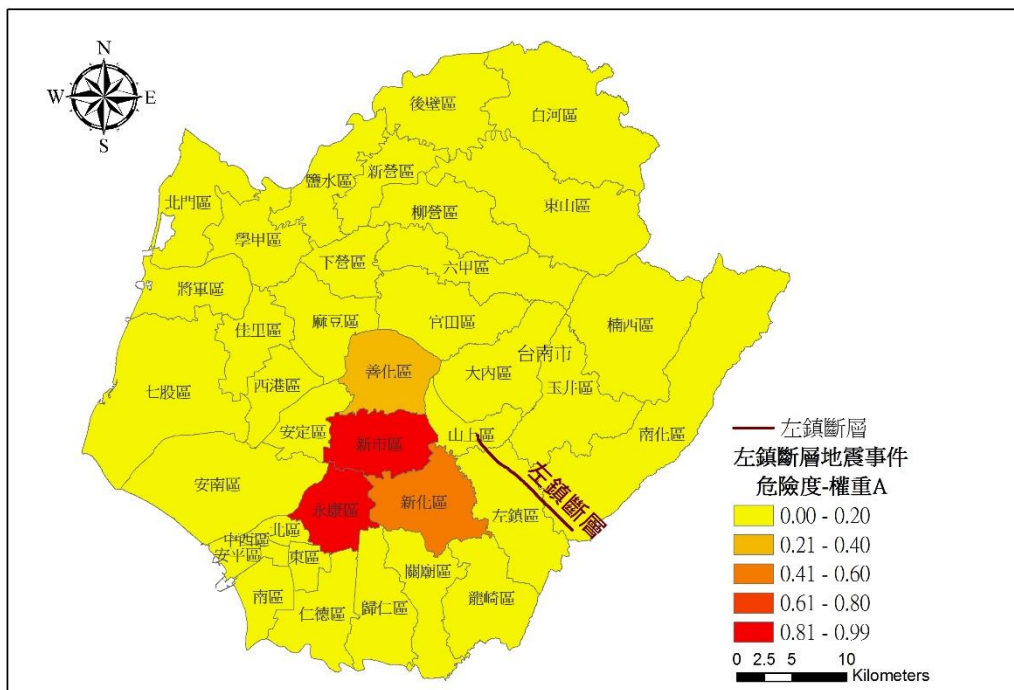 N
W
E
S
後壁區
白河區
鹽水區
新營區
北門區
東山區
柳營區
學甲區
下營區
六甲區
將軍區
麻豆區
官田區
佳里區
楠西區
台南市
善化區
大內區
七股區
西港區
玉井區
安定區
新市區
山上區
南化區
安南區
永康區
新化區
左鎮區
左鎮斷層
北區
中西區
安平區
東區
關廟區
南區
仁德區
歸仁區
龍崎區
左鎮斷層
左鎮斷層地震事件
危險度-權重A
0.00 - 0.20
0.21 - 0.40
0.41 - 0.60
0.61 - 0.80
0.81 - 0.99
0 2.5 5 10
Kilometers